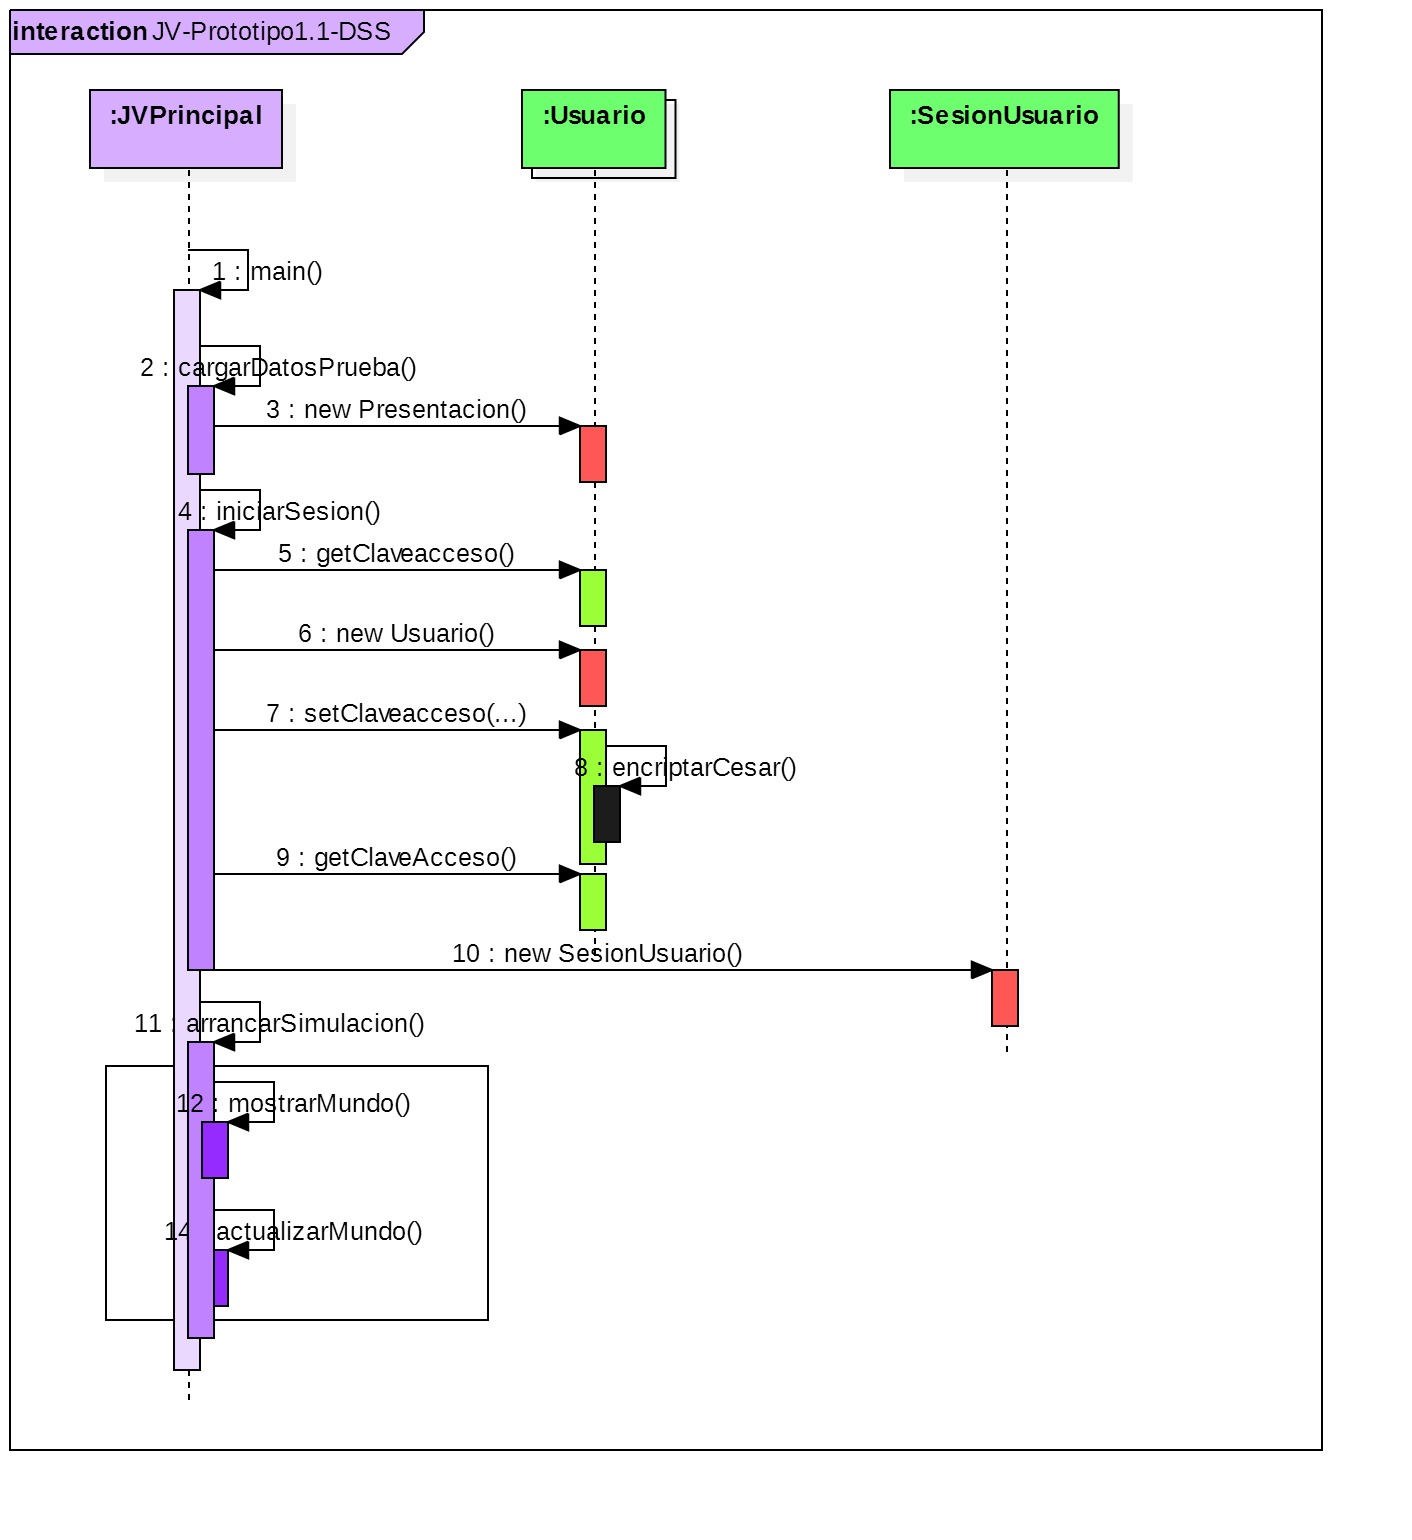 interaction JV-Prototipo1.1-DSS
:JVPrincipal
:Usuario
:SesionUsuario
1 : main()
2 : cargarDatosPrueba()
3 : new Presentacion()
4 : iniciarSesion()
5 : getClaveacceso()
6 : new Usuario()
7 : setClaveacceso(...)
8 : encriptarCesar()
9 : getClaveAcceso()
10 : new SesionUsuario()
11 : arrancarSimulacion()
12 : mostrarMundo()
14 actualizarMundo()